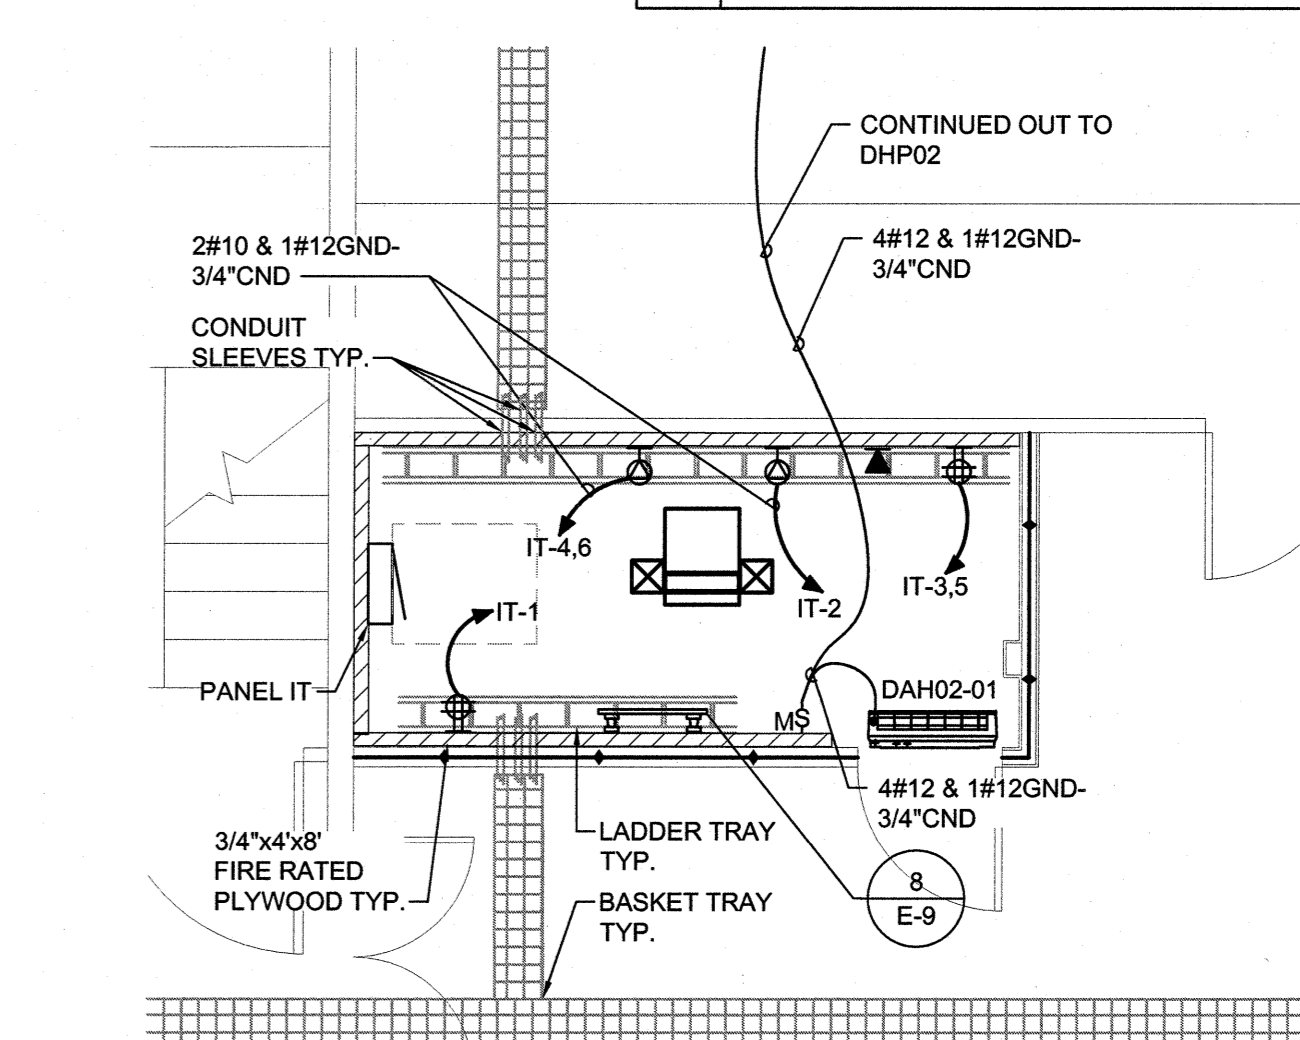 CONTINUED OUT TO
DHP02
2#10 & 1#12GND-
3/4"CND
4#12 & 1#12GND-
3/4"CND
CONDUIT
SLEEVES TYP.
IT-4,6
IT-3,5
IT-2
IT-1
PANEL IT
DAH02-01
MS
4#12 & 1#12GND-
3/4"CND
3/4"x4'x8'
FIRE RATED
PLYWOOD TYP.
LADDER TRAY
TYP.
8
E-9
BASKET TRAY
TYP.